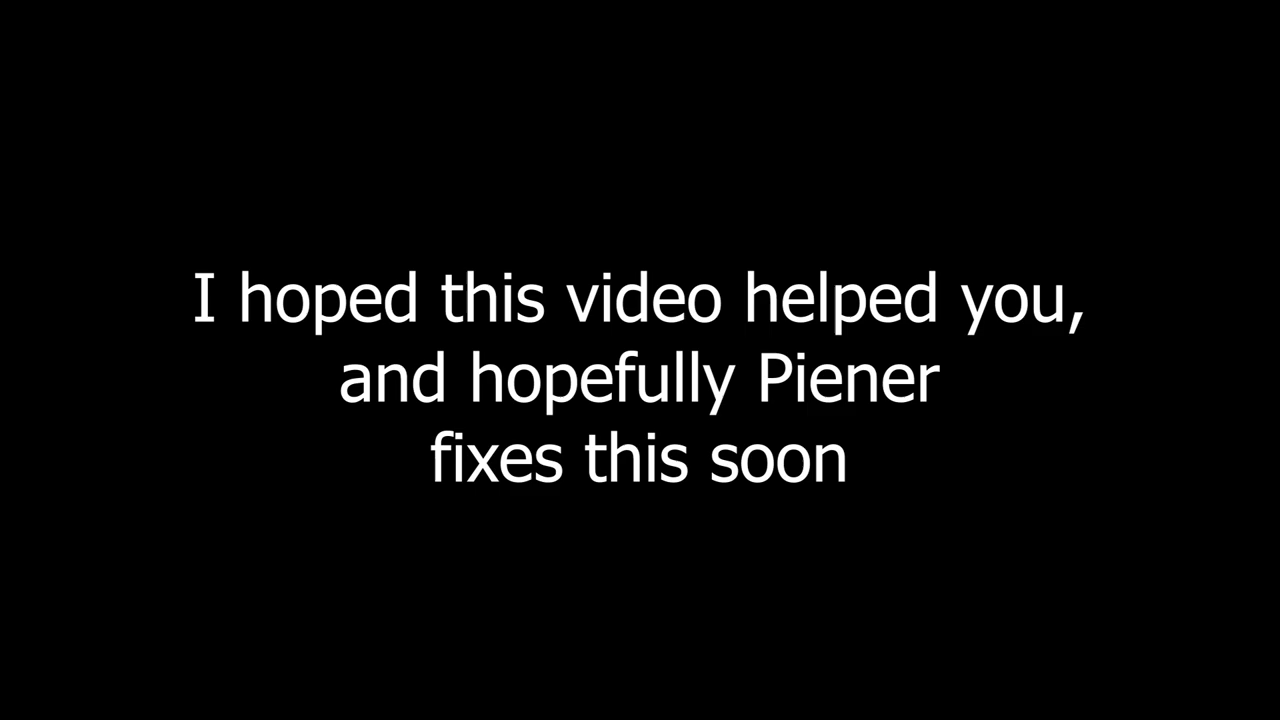 I hoped this video helped you,
and hopefully Piener
fixes this soon